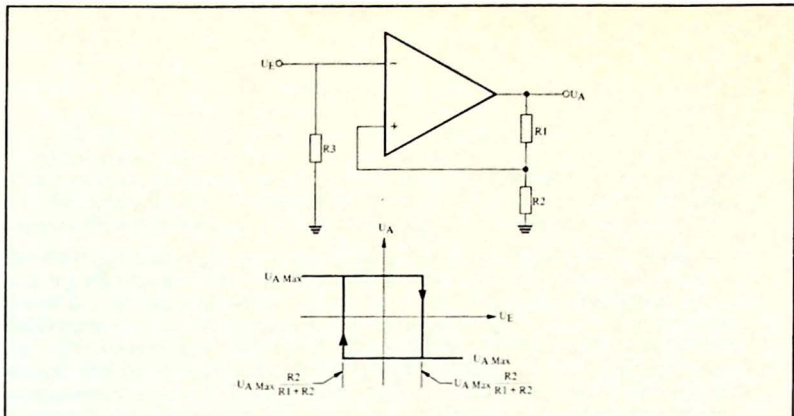 UE
−
+
UA
R1
R2
R3
UA
UA Max
UE
UA Max
UA Max R2/R1 + R2
UA Max R2/R1 + R2